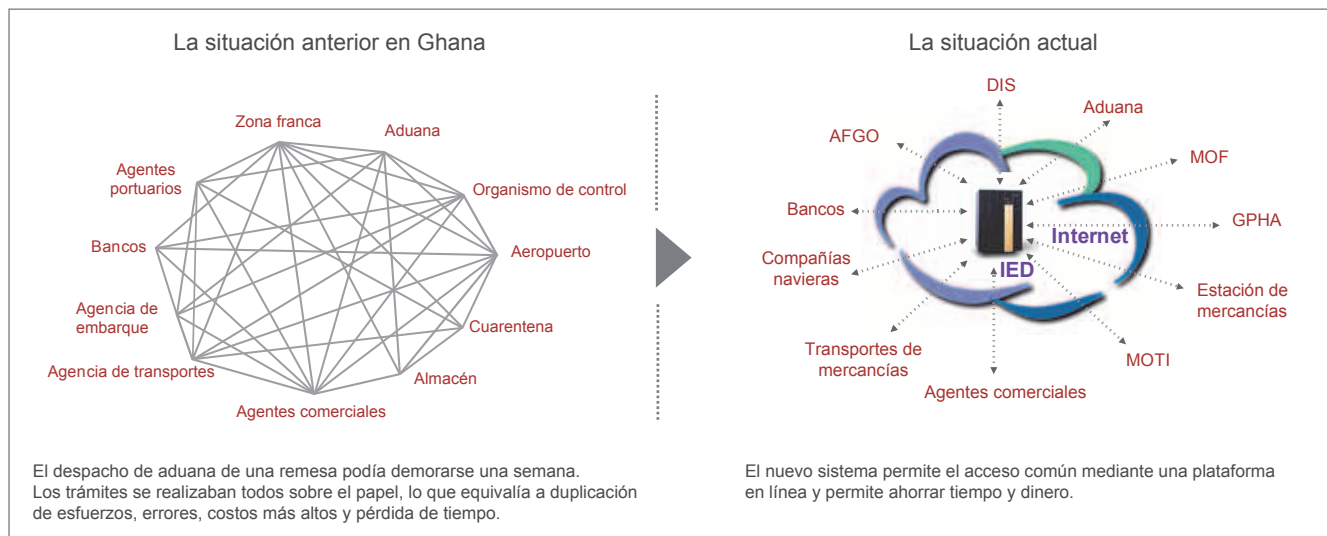 La situación anterior en Ghana
Zona franca
Aduana
Agentes
portuarios
Organismo de control
Bancos
Aeropuerto
Agencia de
embarque
Cuarentena
Agencia de transportes
Almacén
Agentes comerciales
El despacho de aduana de una remesa podía demorarse una semana.
Los trámites se realizaban todos sobre el papel, lo que equivalía a duplicación
de esfuerzos, errores, costos más altos y pérdida de tiempo.
La situación actual
DIS
Aduana
AFGO
MOF
Bancos
GPHA
Internet
Compañías
navieras
IED
Estación de
mercancías
Transportes de
mercancías
MOTI
Agentes comerciales
El nuevo sistema permite el acceso común mediante una plataforma
en línea y permite ahorrar tiempo y dinero.